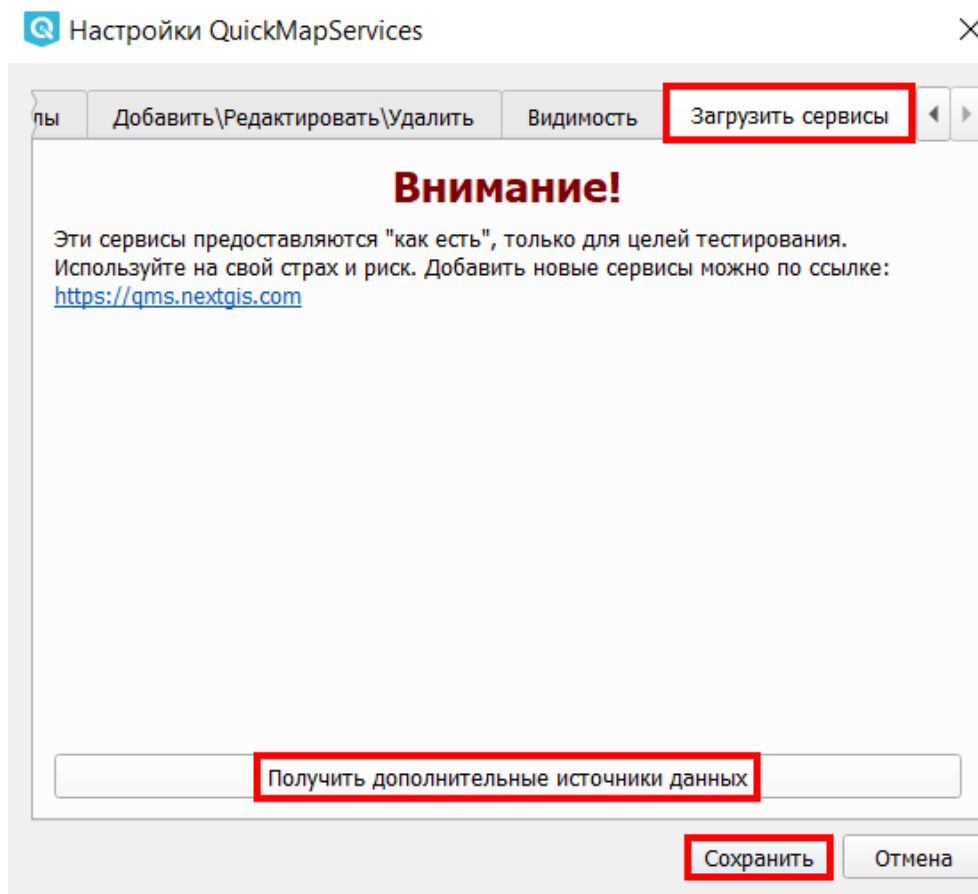 Настройки QuickMapServices
лы
Добавить\Редактировать\Удалить
Видимость
Загрузить сервисы
Внимание!
Эти сервисы предоставляются "как есть", только для целей тестирования.
Используйте на свой страх и риск. Добавить новые сервисы можно по ссылке:
https://qms.nextgis.com
Получить дополнительные источники данных
Сохранить
Отмена